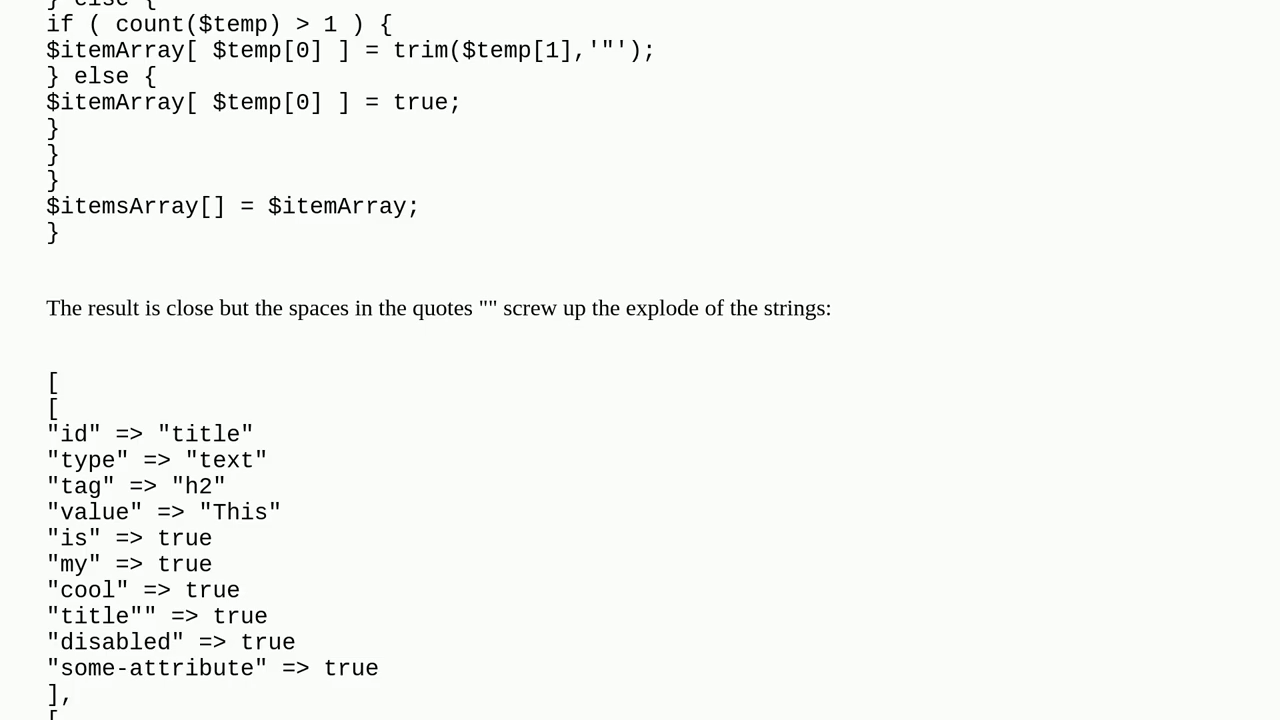 } else {
if ( count($temp) > 1 ) {
$itemArray[ $temp[0] ] = trim($temp[1],'"');
} else {
$itemArray[ $temp[0] ] = true;
}
}
}
$itemsArray[] = $itemArray;
}
The result is close but the spaces in the quotes "" screw up the explode of the strings:
[
[
"id" => "title"
"type" => "text"
"tag" => "h2"
"value" => "This"
"is" => true
"my" => true
"cool" => true
"title"" => true
"disabled" => true
"some-attribute" => true
],
[